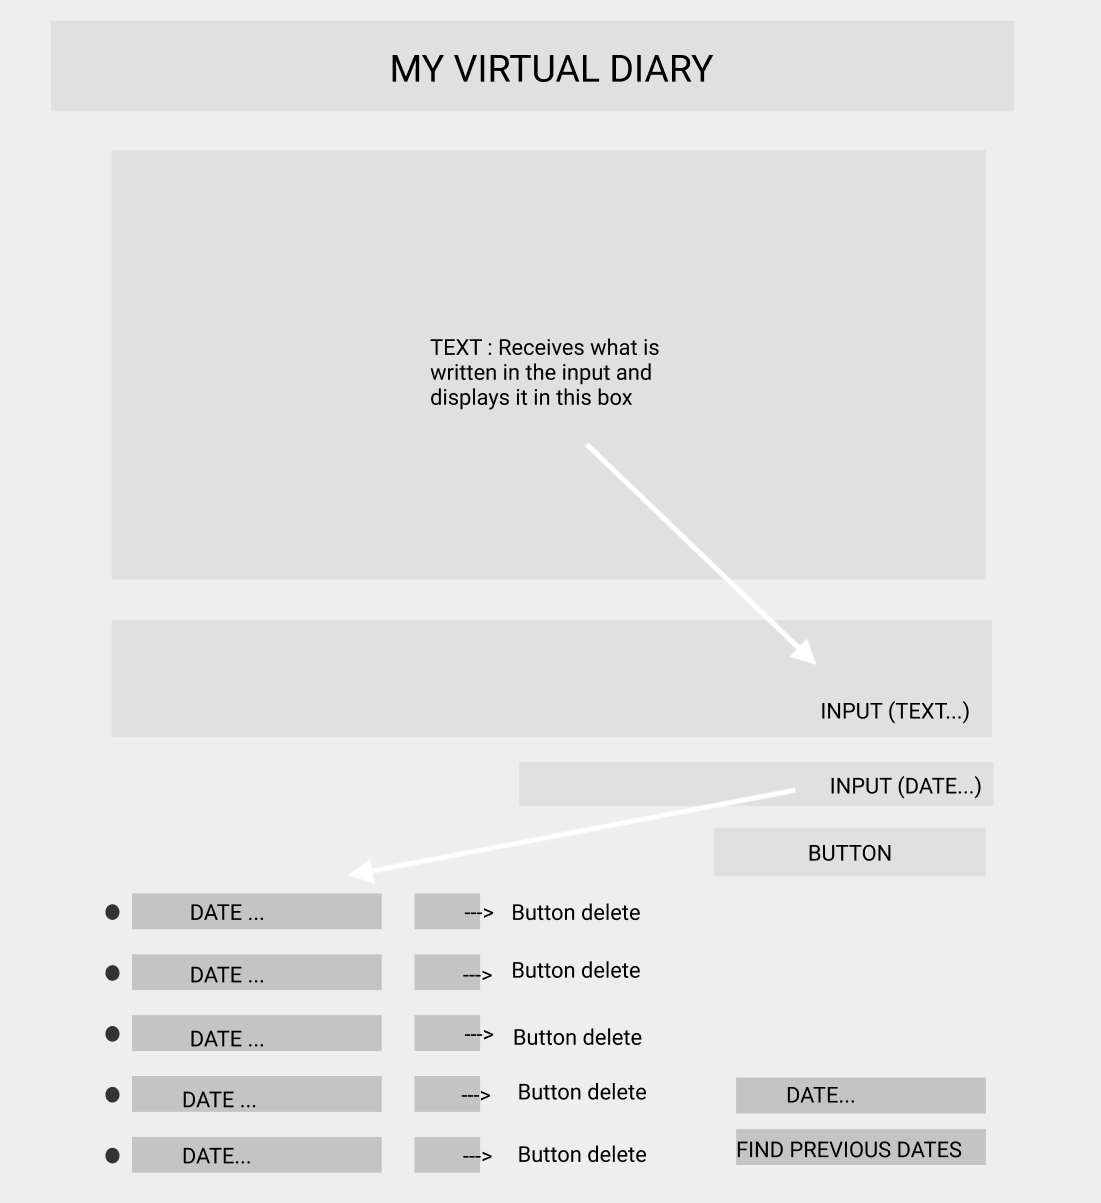 MY VIRTUAL DIARY
TEXT : Receives what is
written in the input and
displays it in this box
INPUT (TEXT...)
INPUT (DATE...)
BUTTON
DATE ... ---> Button delete
DATE ... ---> Button delete
DATE ... ---> Button delete
DATE ... ---> Button delete
DATE...
DATE... ---> Button delete
FIND PREVIOUS DATES